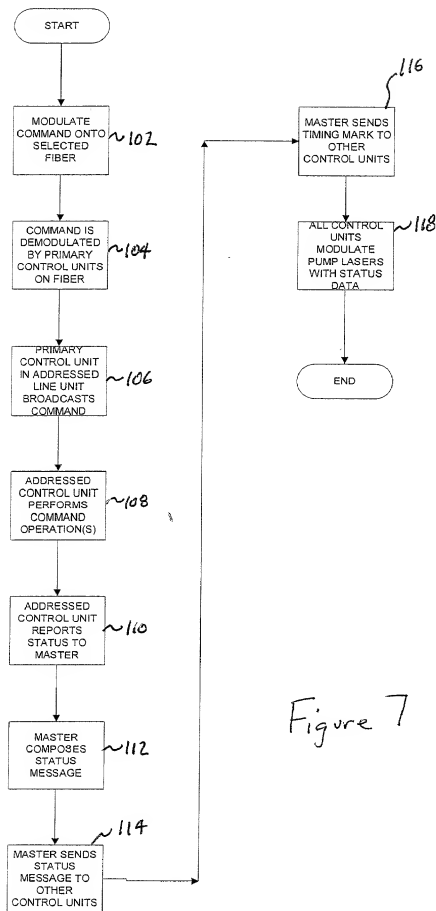 START
MODULATE
COMMAND ONTO
SELECTED
FIBER
102
COMMAND IS
DEMODULATED
BY PRIMARY
CONTROL UNITS
ON FIBER
104
PRIMARY
CONTROL UNIT
IN ADDRESSED
LINE UNIT
BROADCASTS
COMMAND
106
ADDRESSED
CONTROL UNIT
PERFORMS
COMMAND
OPERATION(S)
108
ADDRESSED
CONTROL UNIT
REPORTS
STATUS TO
MASTER
110
MASTER
COMPOSES
STATUS
MESSAGE
112
114
MASTER SENDS
STATUS
MESSAGE TO
OTHER
CONTROL UNITS
116
MASTER SENDS
TIMING MARK TO
OTHER
CONTROL UNITS
118
ALL CONTROL
UNITS
MODULATE
PUMP LASERS
WITH STATUS
DATA
END
Figure 7